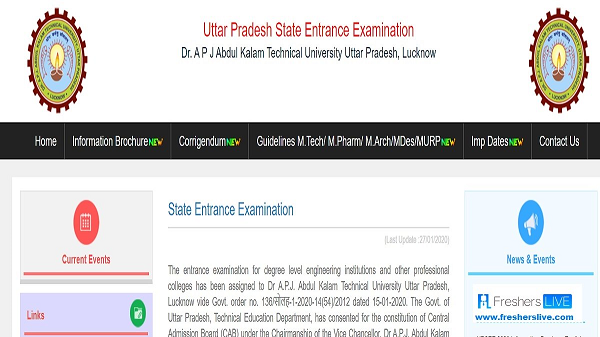 Uttar Pradesh State Entrance Examination
Dr. A P J Abdul Kalam Technical University Uttar Pradesh, Lucknow
Home Information Brochure NEW Corrigendum NEW Guidelines M.Tech/ M.Pharm/ M.Arch/MDes/MURP NEW Imp Dates NEW Contact Us
Current Events
Links
State Entrance Examination
(Last Update :27/01/2020)
The entrance examination for degree level engineering institutions and other professional
colleges has been assigned to Dr A.P.J. Abdul Kalam Technical University Uttar Pradesh,
Lucknow vide Govt. order no. 136/सोलह-1-2020-14(54)/2012 dated 15-01-2020. The Govt. of
Uttar Pradesh, Technical Education Department, has consented for the constitution of Central
Admission Board (CAB) under the Chairmanship of the Vice Chancellor, Dr A.P.J. Abdul Kalam
News & Events
Freshers LIVE
www.fresherslive.com